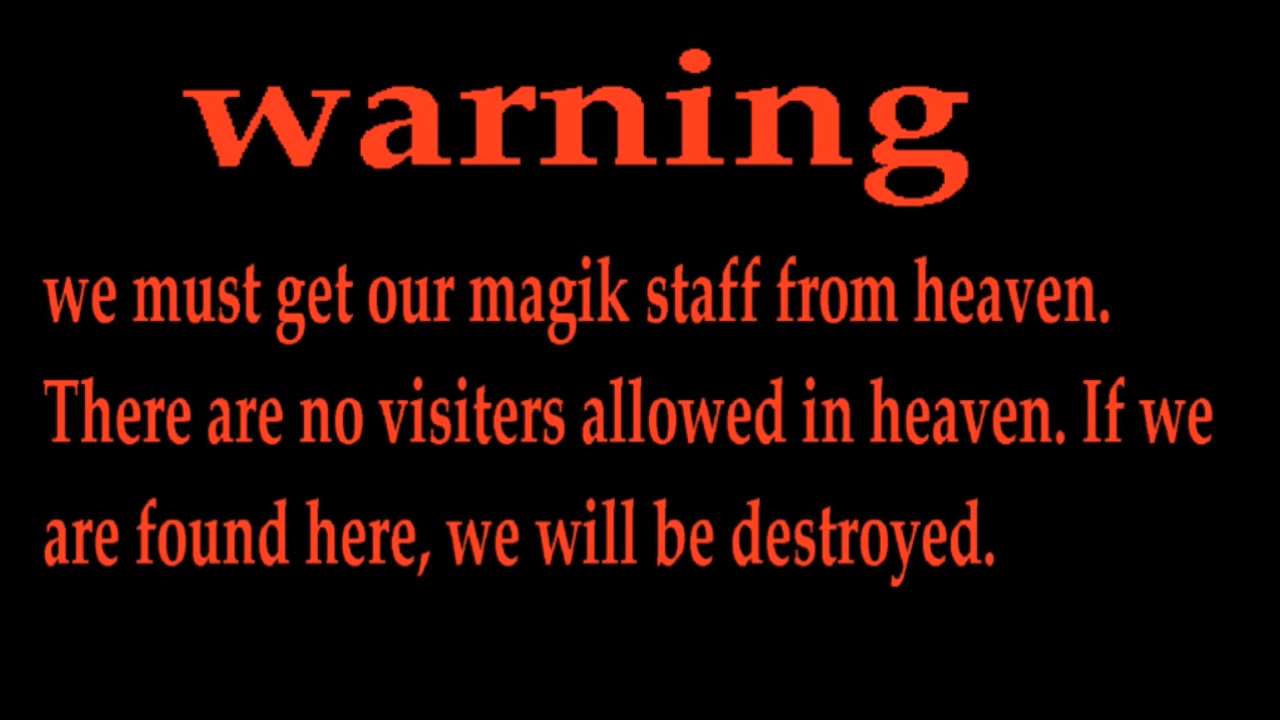 warning
we must get our magik staff from heaven.
There are no visiters allowed in heaven. If we
are found here, we will be destroyed.